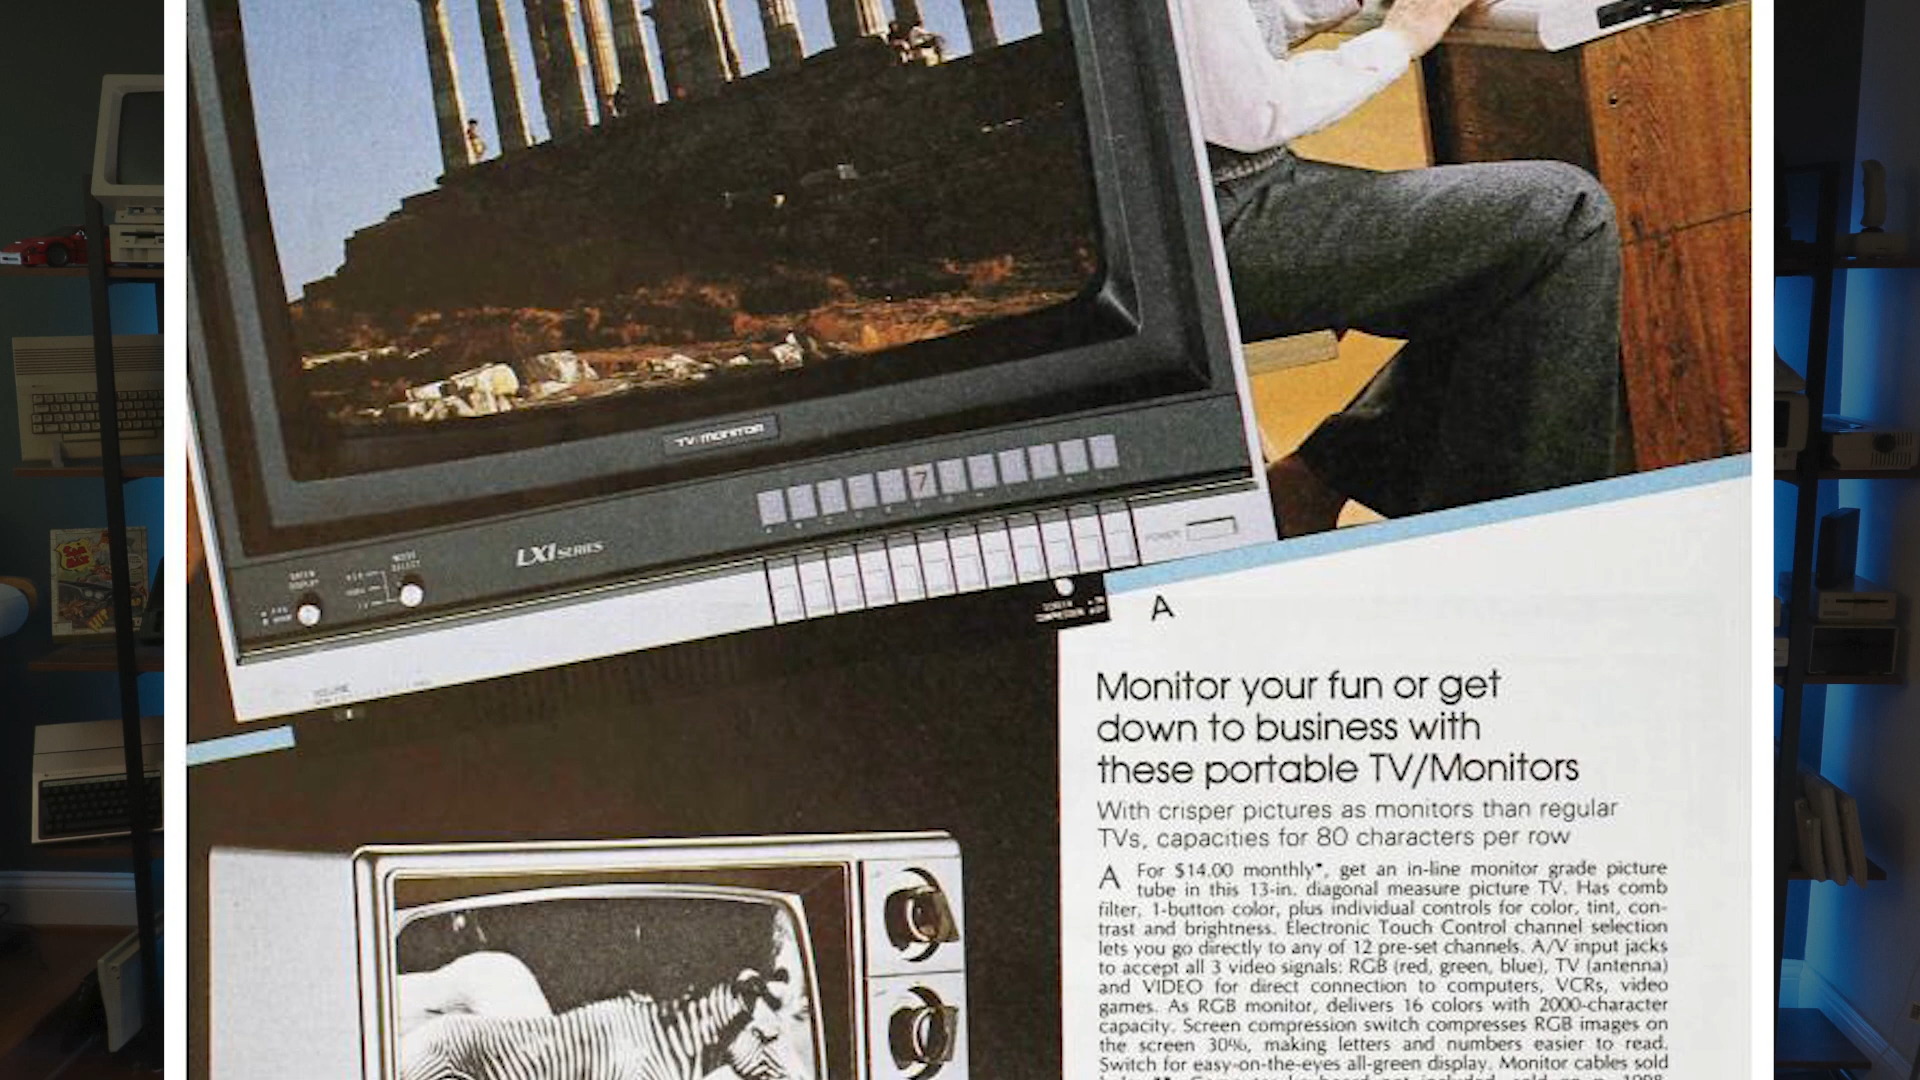 TV/MONITOR
7
LXI SERIES
GREEN
DISPLAY
MODE
SELECT
POWER
A
Monitor your fun or get
down to business with
these portable TV/Monitors
With crisper pictures as monitors than regular
TVs, capacities for 80 characters per row
A For $14.00 monthly*, get an in-line monitor grade picture
tube in this 13-in. diagonal measure picture TV. Has comb
filter, 1-button color, plus individual controls for color, tint, con-
trast and brightness. Electronic Touch Control channel selection
lets you go directly to any of 12 pre-set channels. A/V input jacks
to accept all 3 video signals: RGB (red, green, blue), TV (antenna)
and VIDEO for direct connection to computers, VCRs, video
games. As RGB monitor, delivers 16 colors with 2000-character
capacity. Screen compression switch compresses RGB images on
the screen 30%, making letters and numbers easier to read.
Switch for easy-on-the-eyes all-green display. Monitor cables sold